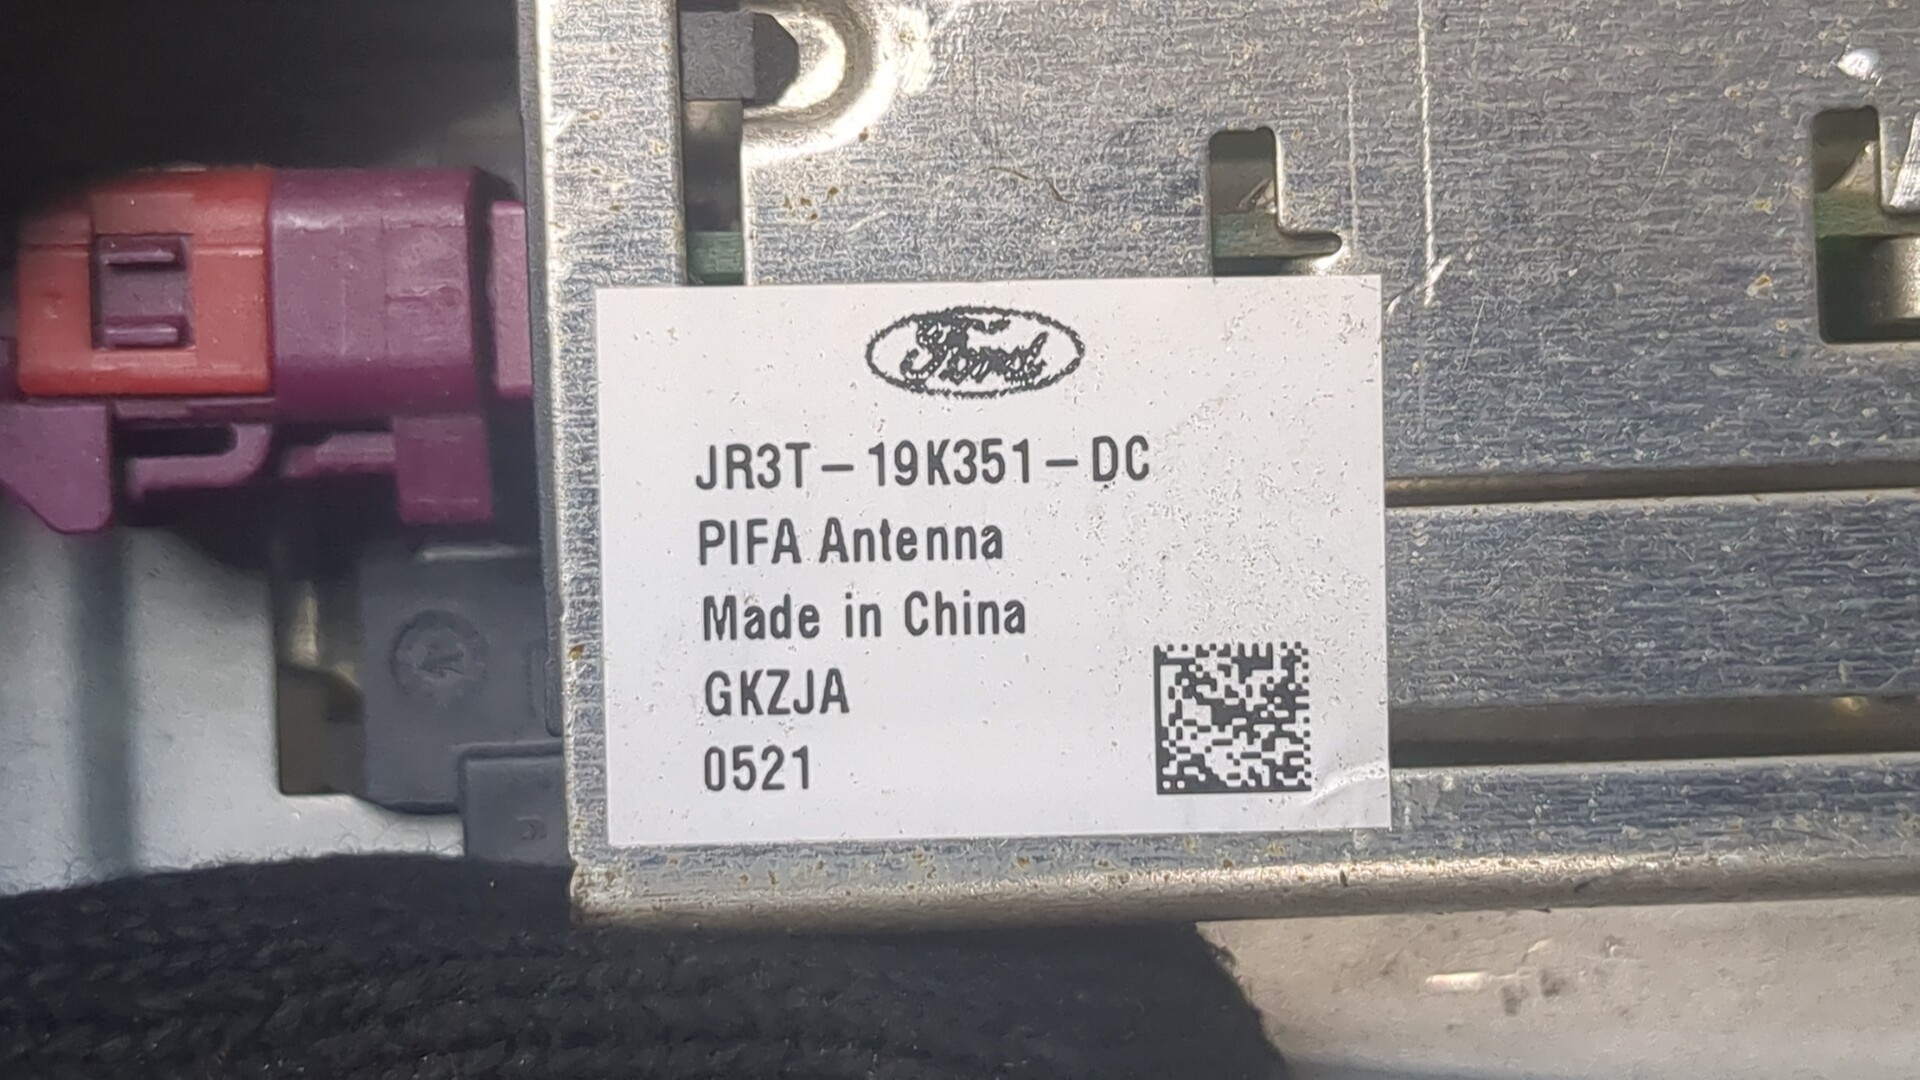 Ford
JR3T-19K351-DC
PIFA Antenna
Made in China
GKZJA
0521